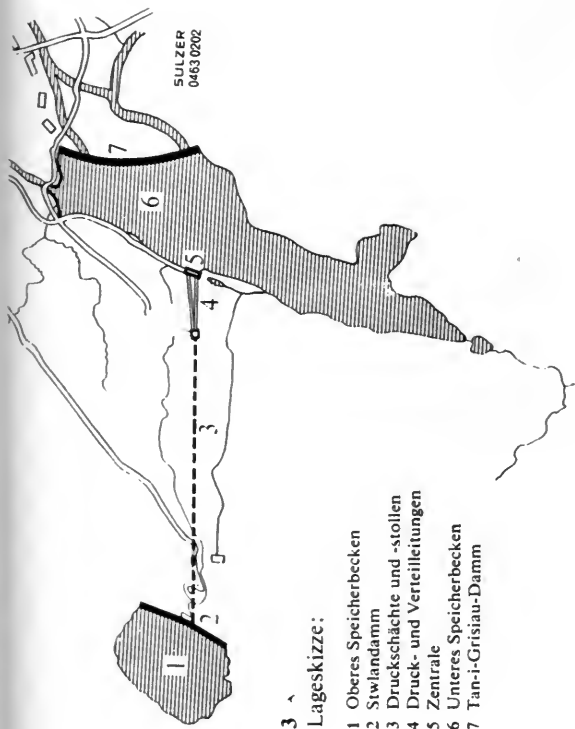 SULZER
0463 0202
7
6
5
4
3
2
1
3
Lageskizze:
1 Oberes Speicherbecken
2 Stwlandamm
3 Druckschächte und -stollen
4 Druck- und Verteilleitungen
5 Zentrale
6 Unteres Speicherbecken
7 Tan-i-Grisiau-Damm